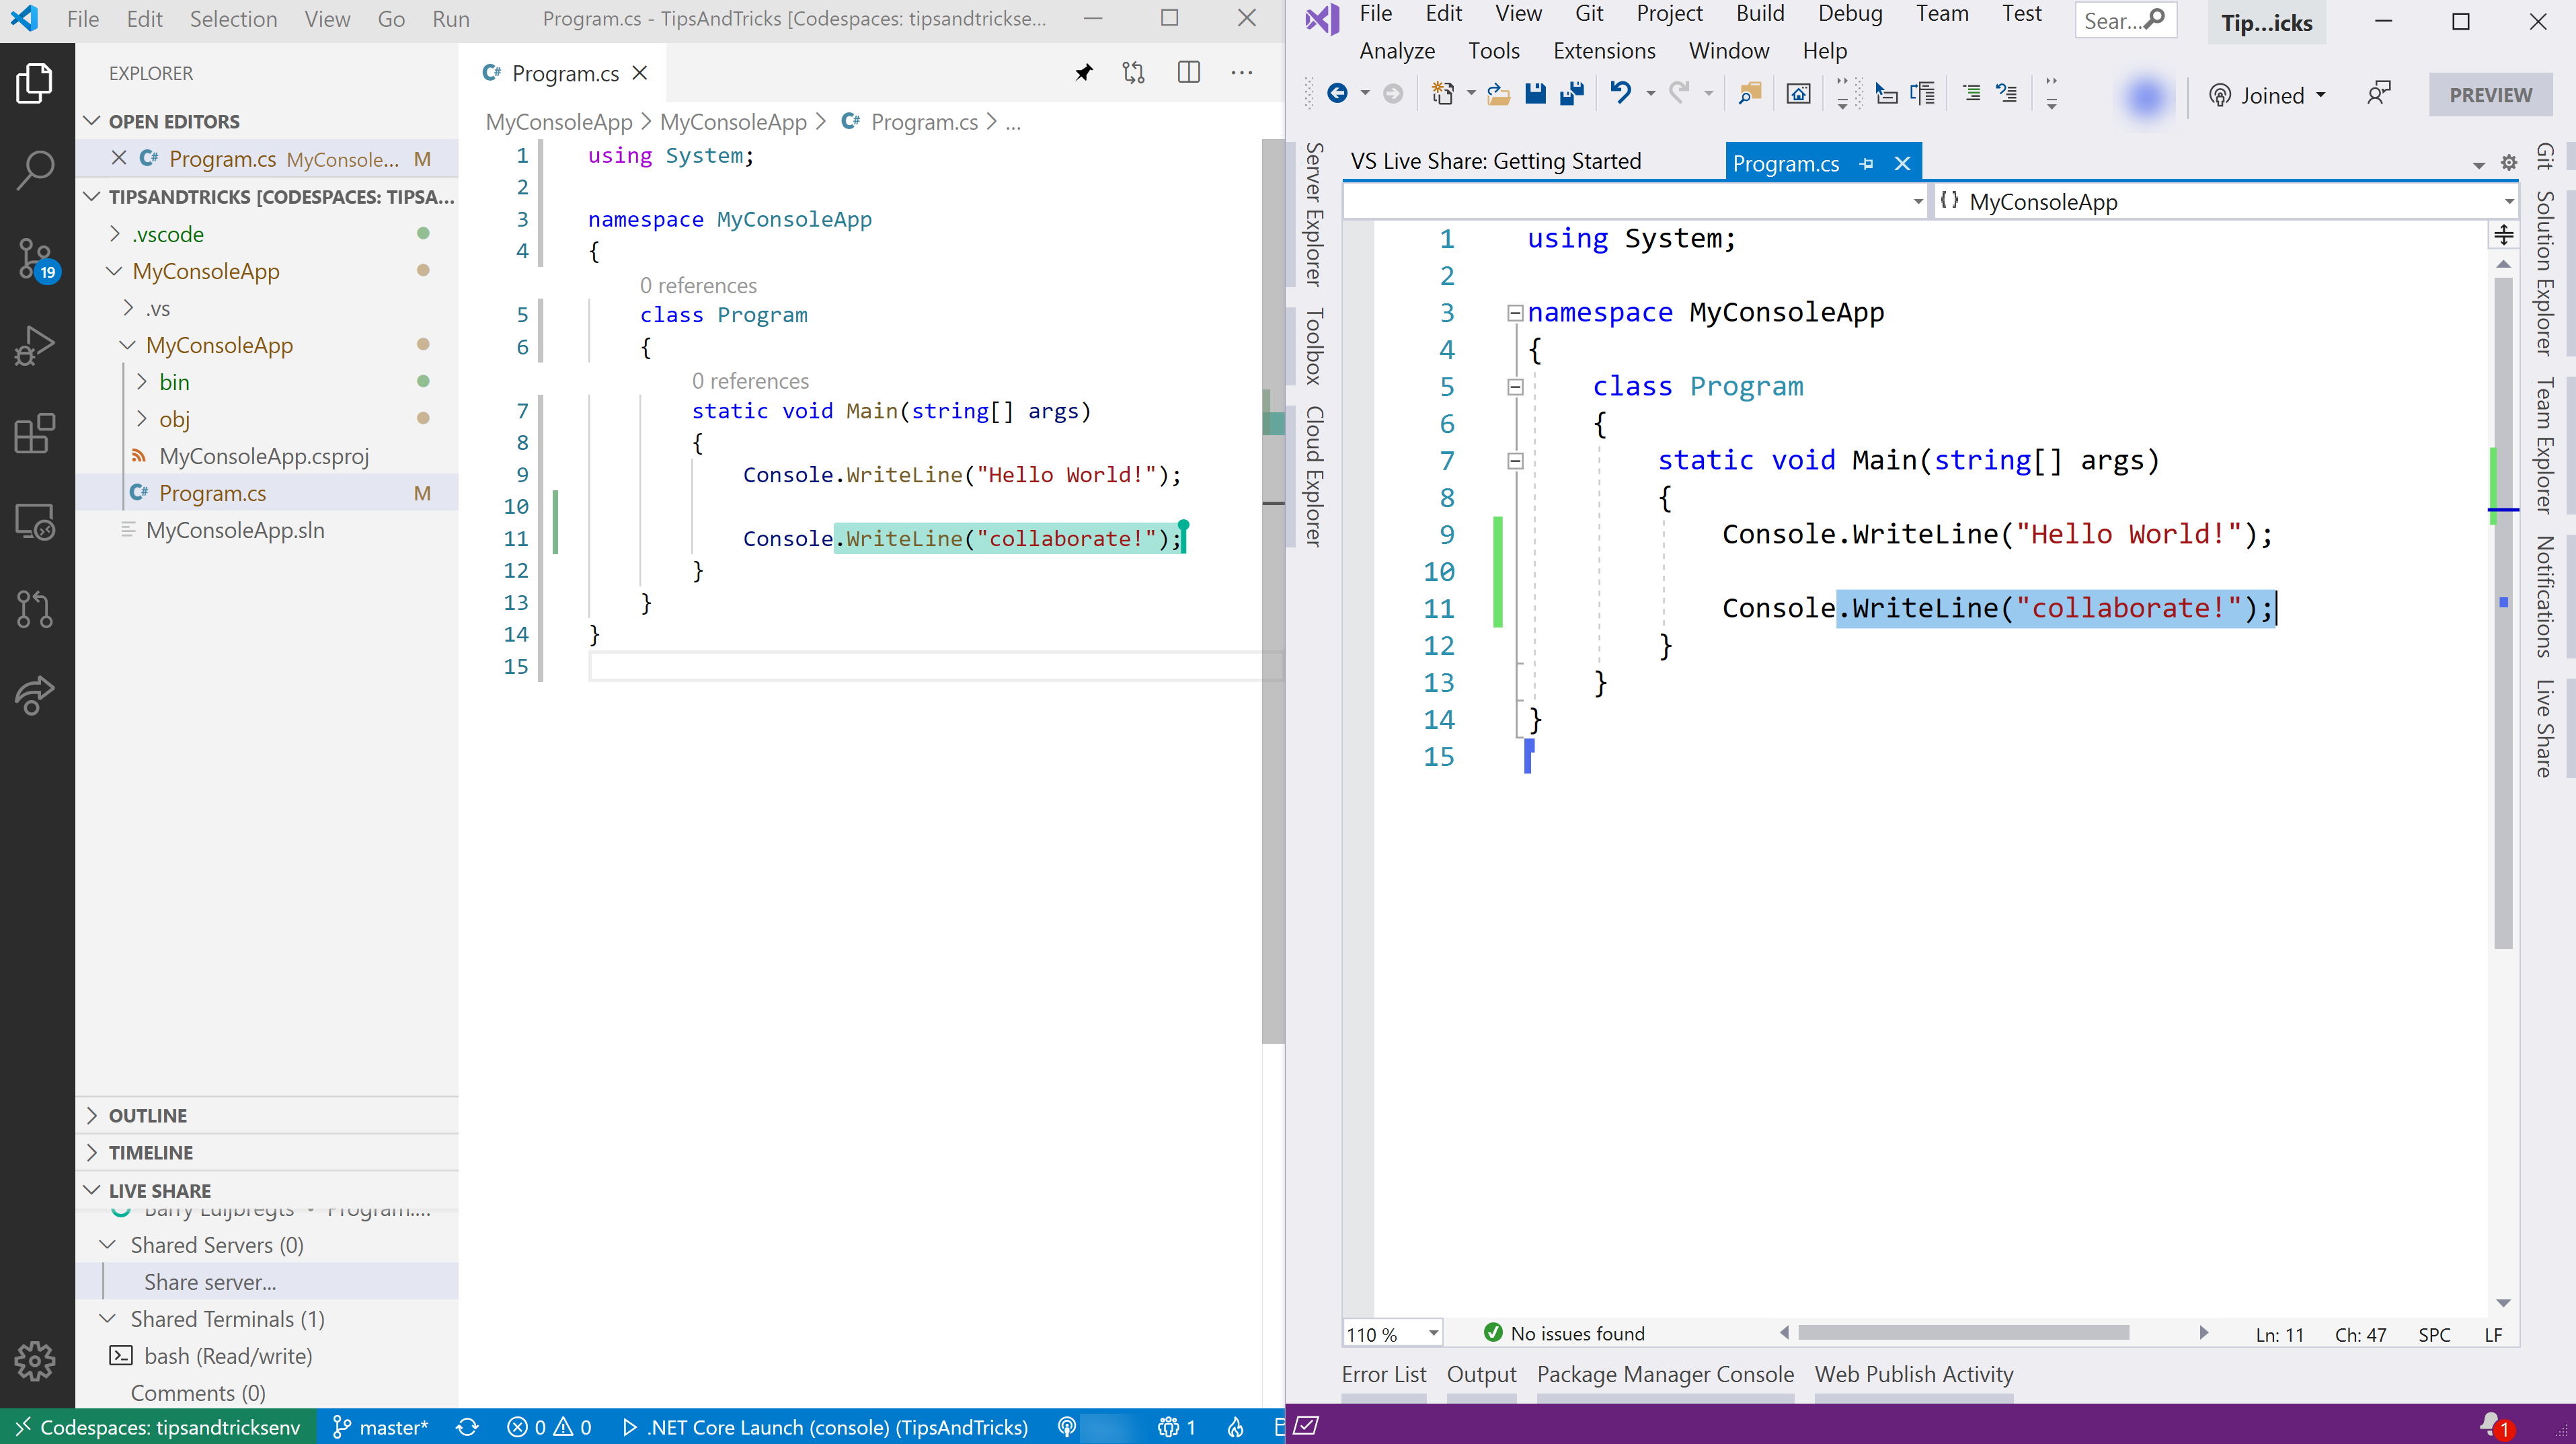 File Edit Selection View Go Run Program.cs - TipsAndTricks [Codespaces: tipsandtrickse...
EXPLORER
OPEN EDITORS
Program.cs MyConsole... M
TIPSANDTRICKS [CODESPACES: TIPSA...
.vscode
MyConsoleApp
.vs
MyConsoleApp
bin
obj
MyConsoleApp.csproj
Program.cs M
MyConsoleApp.sln
19
OUTLINE
TIMELINE
LIVE SHARE
Barry Luijbregts • Program....
Shared Servers (0)
Share server...
Shared Terminals (1)
bash (Read/write)
Comments (0)
C# Program.cs
MyConsoleApp > MyConsoleApp > C# Program.cs > ...
1 using System;
2
3 namespace MyConsoleApp
4 {
0 references
5 class Program
6 {
0 references
7 static void Main(string[] args)
8 {
9 Console.WriteLine("Hello World!");
10
11 Console.WriteLine("collaborate!");
12 }
13 }
14 }
15
Codespaces: tipsandtricksenv master* 0 0 .NET Core Launch (console) (TipsAndTricks) 1
File Edit View Git Project Build Debug Team Test Sear... Tip...icks
Analyze Tools Extensions Window Help
Joined PREVIEW
Server Explorer
Toolbox
Cloud Explorer
VS Live Share: Getting Started Program.cs
{} MyConsoleApp
1 using System;
2
3 namespace MyConsoleApp
4 {
5 class Program
6 {
7 static void Main(string[] args)
8 {
9 Console.WriteLine("Hello World!");
10
11 Console.WriteLine("collaborate!");
12 }
13 }
14 }
15
Git
Solution Explorer
Team Explorer
Notifications
Live Share
110 % No issues found Ln: 11 Ch: 47 SPC LF
Error List Output Package Manager Console Web Publish Activity
1